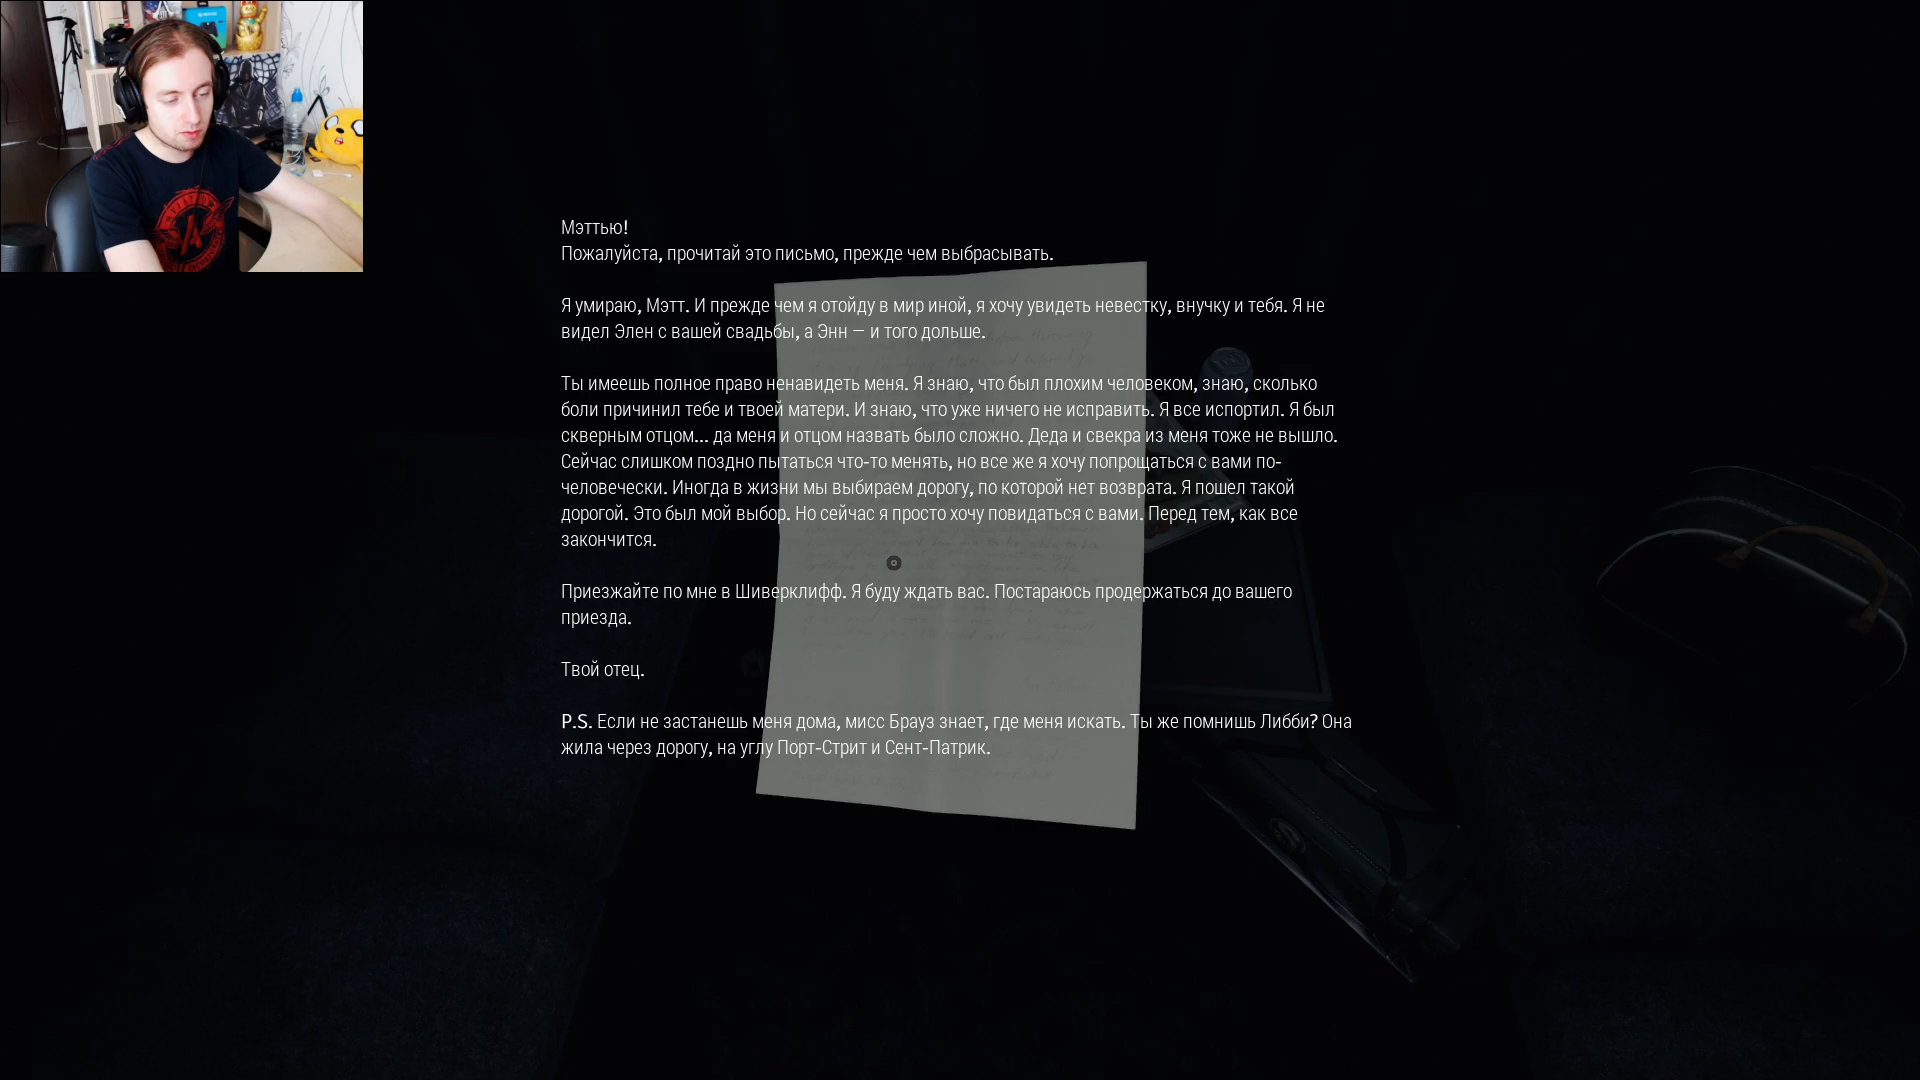 Мэттью!
Пожалуйста, прочитай это письмо, прежде чем выбрасывать.
Я умираю, Мэтт. И прежде чем я отойду в мир иной, я хочу увидеть невестку, внучку и тебя. Я не
видел Элен с вашей свадьбы, а Энн — и того дольше.
Ты имеешь полное право ненавидеть меня. Я знаю, что был плохим человеком, знаю, сколько
боли причинил тебе и твоей матери. И знаю, что уже ничего не исправить. Я все испортил. Я был
скверным отцом... да меня и отцом назвать было сложно. Деда и свекра из меня тоже не вышло.
Сейчас слишком поздно пытаться что-то менять, но все же я хочу попрощаться с вами по-
человечески. Иногда в жизни мы выбираем дорогу, по которой нет возврата. Я пошел такой
дорогой. Это был мой выбор. Но сейчас я просто хочу повидаться с вами. Перед тем, как все
закончится.
Приезжайте по мне в Шиверклифф. Я буду ждать вас. Постараюсь продержаться до вашего
приезда.
Твой отец.
P.S. Если не застанешь меня дома, мисс Брауз знает, где меня искать. Ты же помнишь Либби? Она
жила через дорогу, на углу Порт-Стрит и Сент-Патрик.